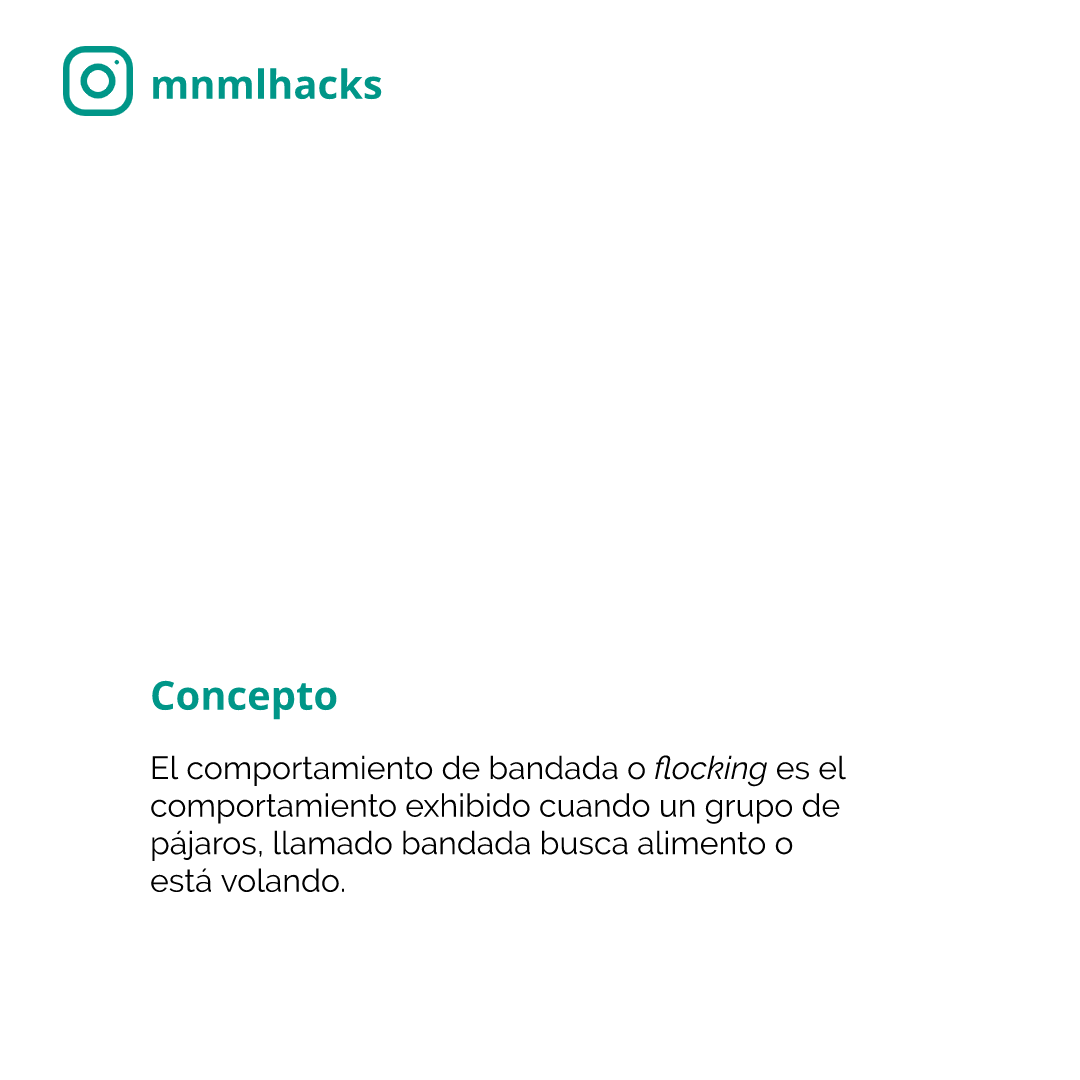 mnmlhacks
Concepto
El comportamiento de bandada o flocking es el
comportamiento exhibido cuando un grupo de
pájaros, llamado bandada busca alimento o
está volando.